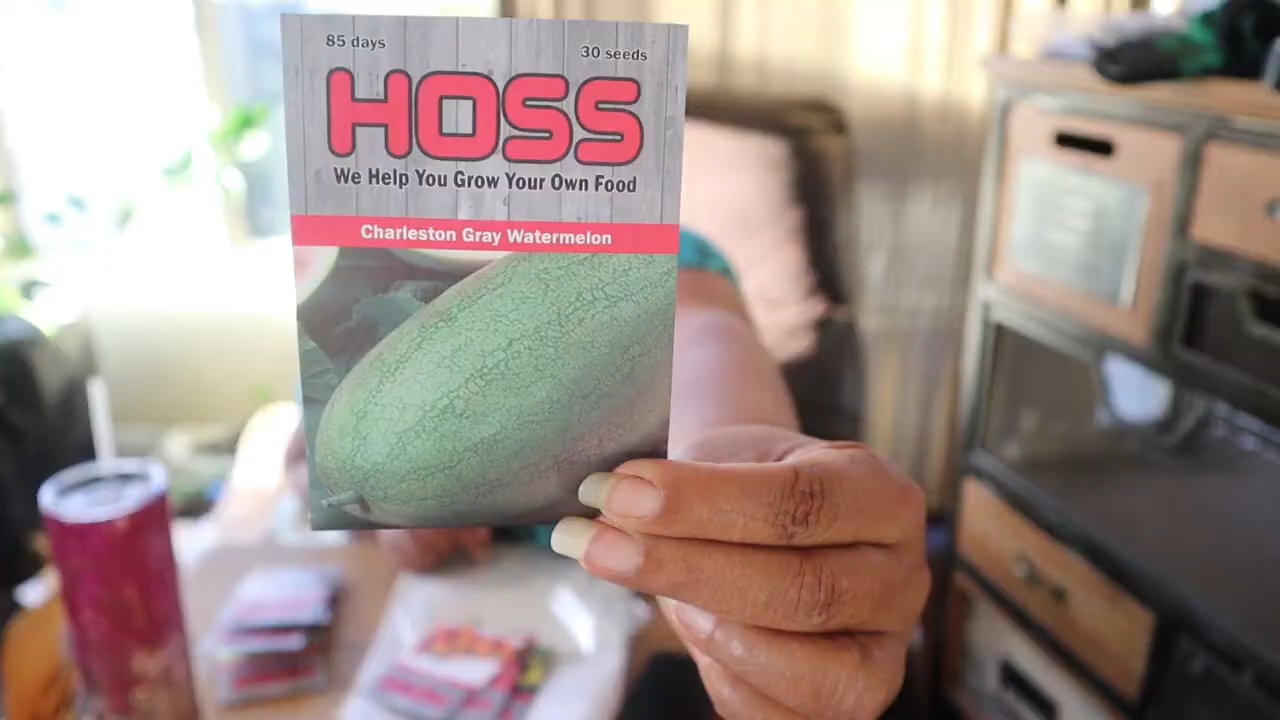 85 days
30 seeds
HOSS
We Help You Grow Your Own Food
Charleston Gray Watermelon